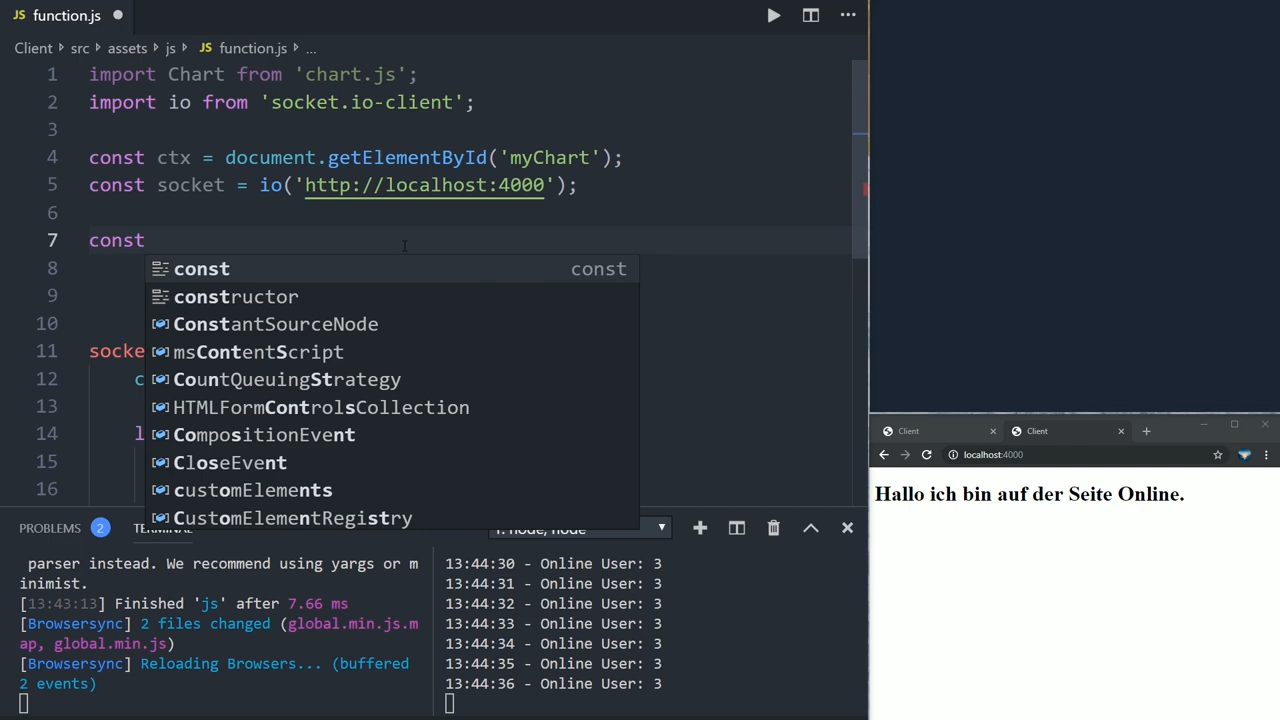 JS function.js
Client src assets js JS function.js ...
1 import Chart from 'chart.js';
2 import io from 'socket.io-client';
3
4 const ctx = document.getElementById('myChart');
5 const socket = io('http://localhost:4000');
6
7 const
8
const const
9
constructor
10
ConstantSourceNode
11 socke
msContentScript
12 c
CountQueuingStrategy
13
HTMLFormControlsCollection
14 l
CompositionEvent
15
CloseEvent
16
customElements
CustomElementRegistry
PROBLEMS 2 TERMINAL 1: node, node
parser instead. We recommend using yargs or m
inimist.
[13:43:13] Finished 'js' after 7.66 ms
[Browsersync] 2 files changed (global.min.js.m
ap, global.min.js)
[Browsersync] Reloading Browsers... (buffered
2 events)
13:44:30 - Online User: 3
13:44:31 - Online User: 3
13:44:32 - Online User: 3
13:44:33 - Online User: 3
13:44:34 - Online User: 3
13:44:35 - Online User: 3
13:44:36 - Online User: 3
Client Client
localhost:4000
Hallo ich bin auf der Seite Online.